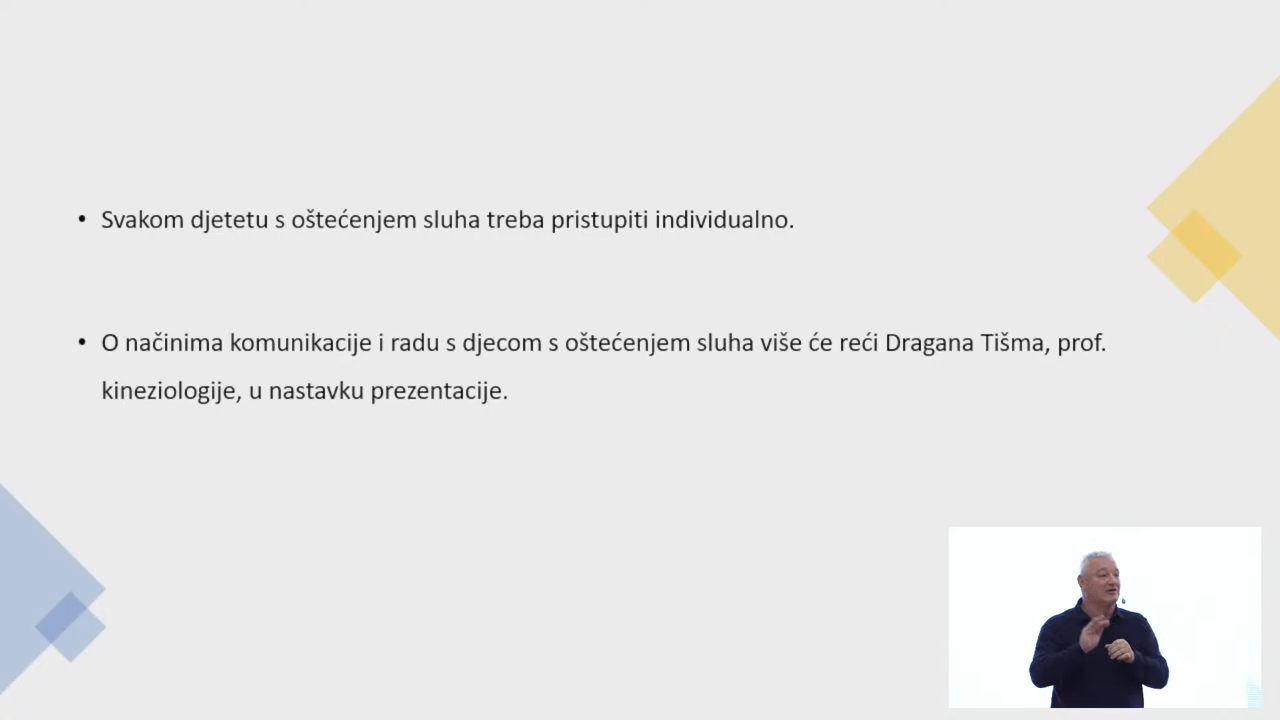 • Svakom djetetu s oštećenjem sluha treba pristupiti individualno.
• O načinima komunikacije i radu s djecom s oštećenjem sluha više će reći Dragana Tišma, prof.
kineziologije, u nastavku prezentacije.